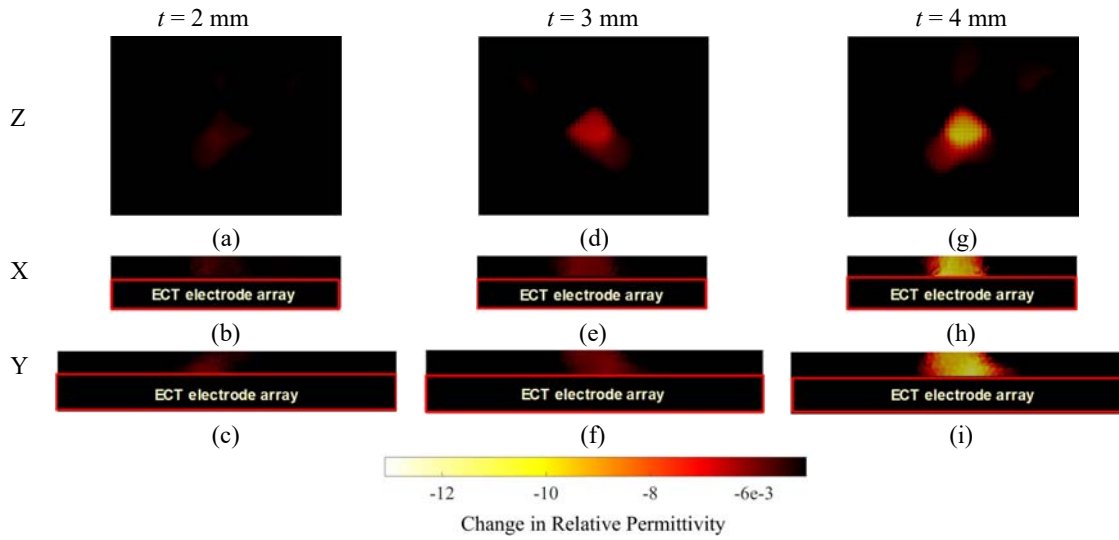 t = 2 mm t = 3 mm t = 4 mm
Z
(a) (d) (g)
X
ECT electrode array ECT electrode array ECT electrode array
(b) (e) (h)
Y
ECT electrode array ECT electrode array ECT electrode array
(c) (f) (i)
-12 -10 -8 -6e-3
Change in Relative Permittivity